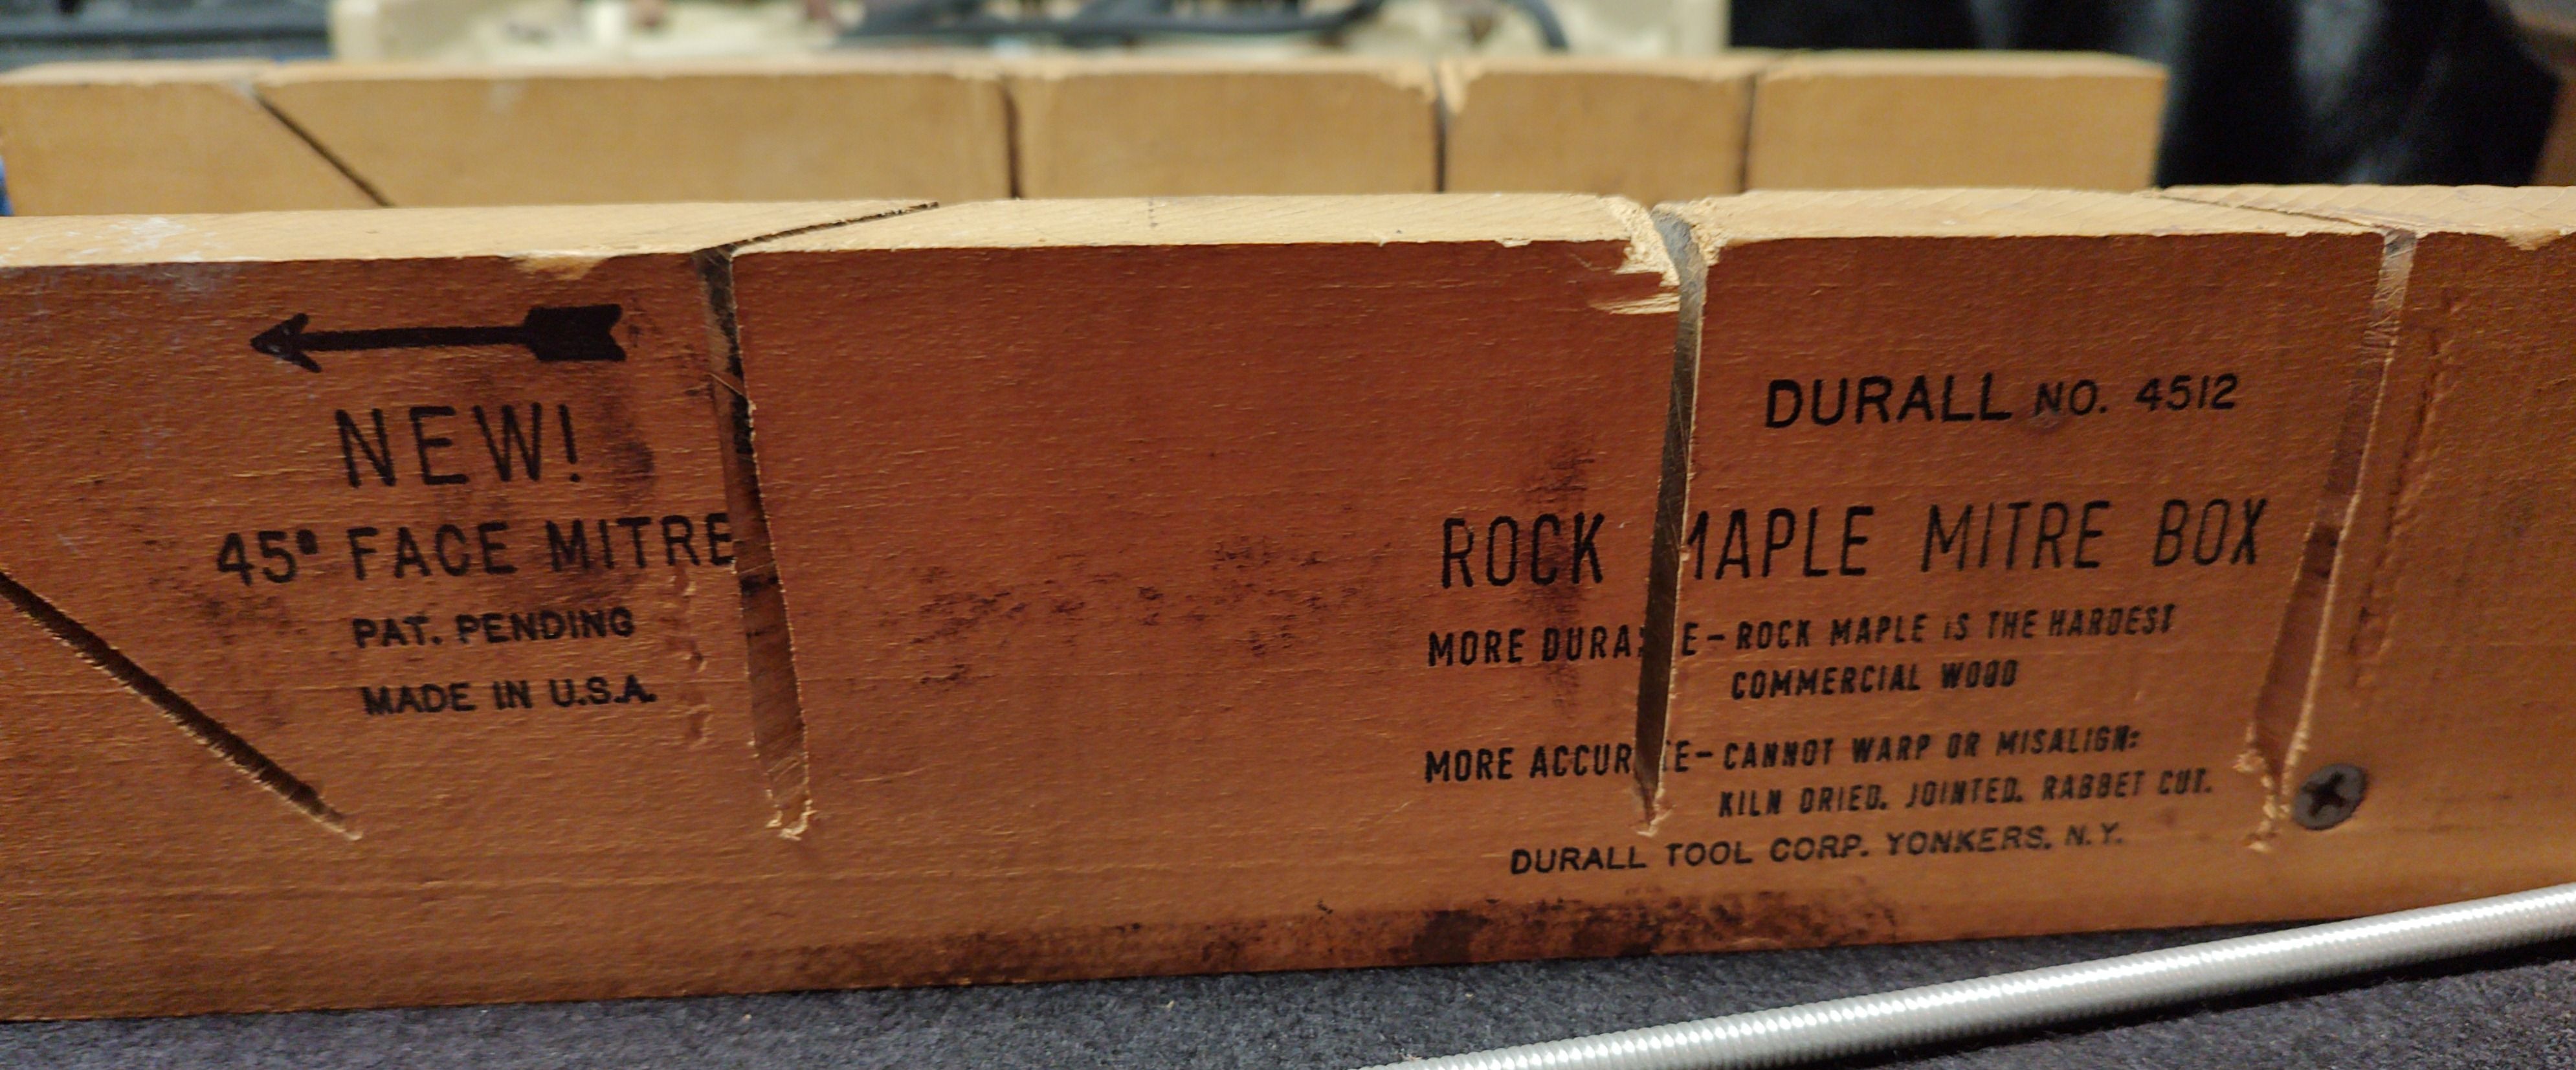 NEW!
45° FACE MITRE
PAT. PENDING
MADE IN U.S.A.
DURALL NO. 4512
ROCK MAPLE MITRE BOX
MORE DURA E-ROCK MAPLE IS THE HARDEST
COMMERCIAL WOOD
MORE ACCUR E-CANNOT WARP OR MISALIGN:
KILN DRIED, JOINTED, RABBET CUT.
DURALL TOOL CORP. YONKERS, N.Y.